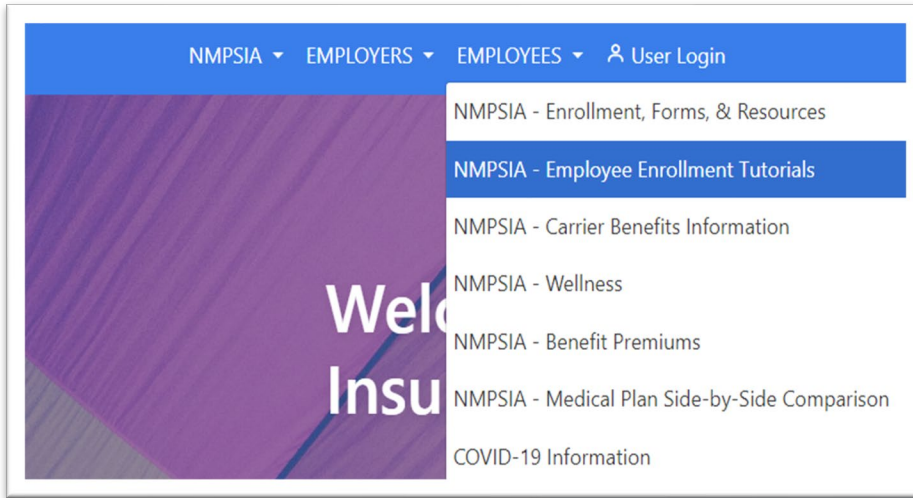 NMPSIA EMPLOYERS EMPLOYEES User Login
NMPSIA - Enrollment, Forms, & Resources
NMPSIA - Employee Enrollment Tutorials
NMPSIA - Carrier Benefits Information
NMPSIA - Wellness
NMPSIA - Benefit Premiums
NMPSIA - Medical Plan Side-by-Side Comparison
COVID-19 Information